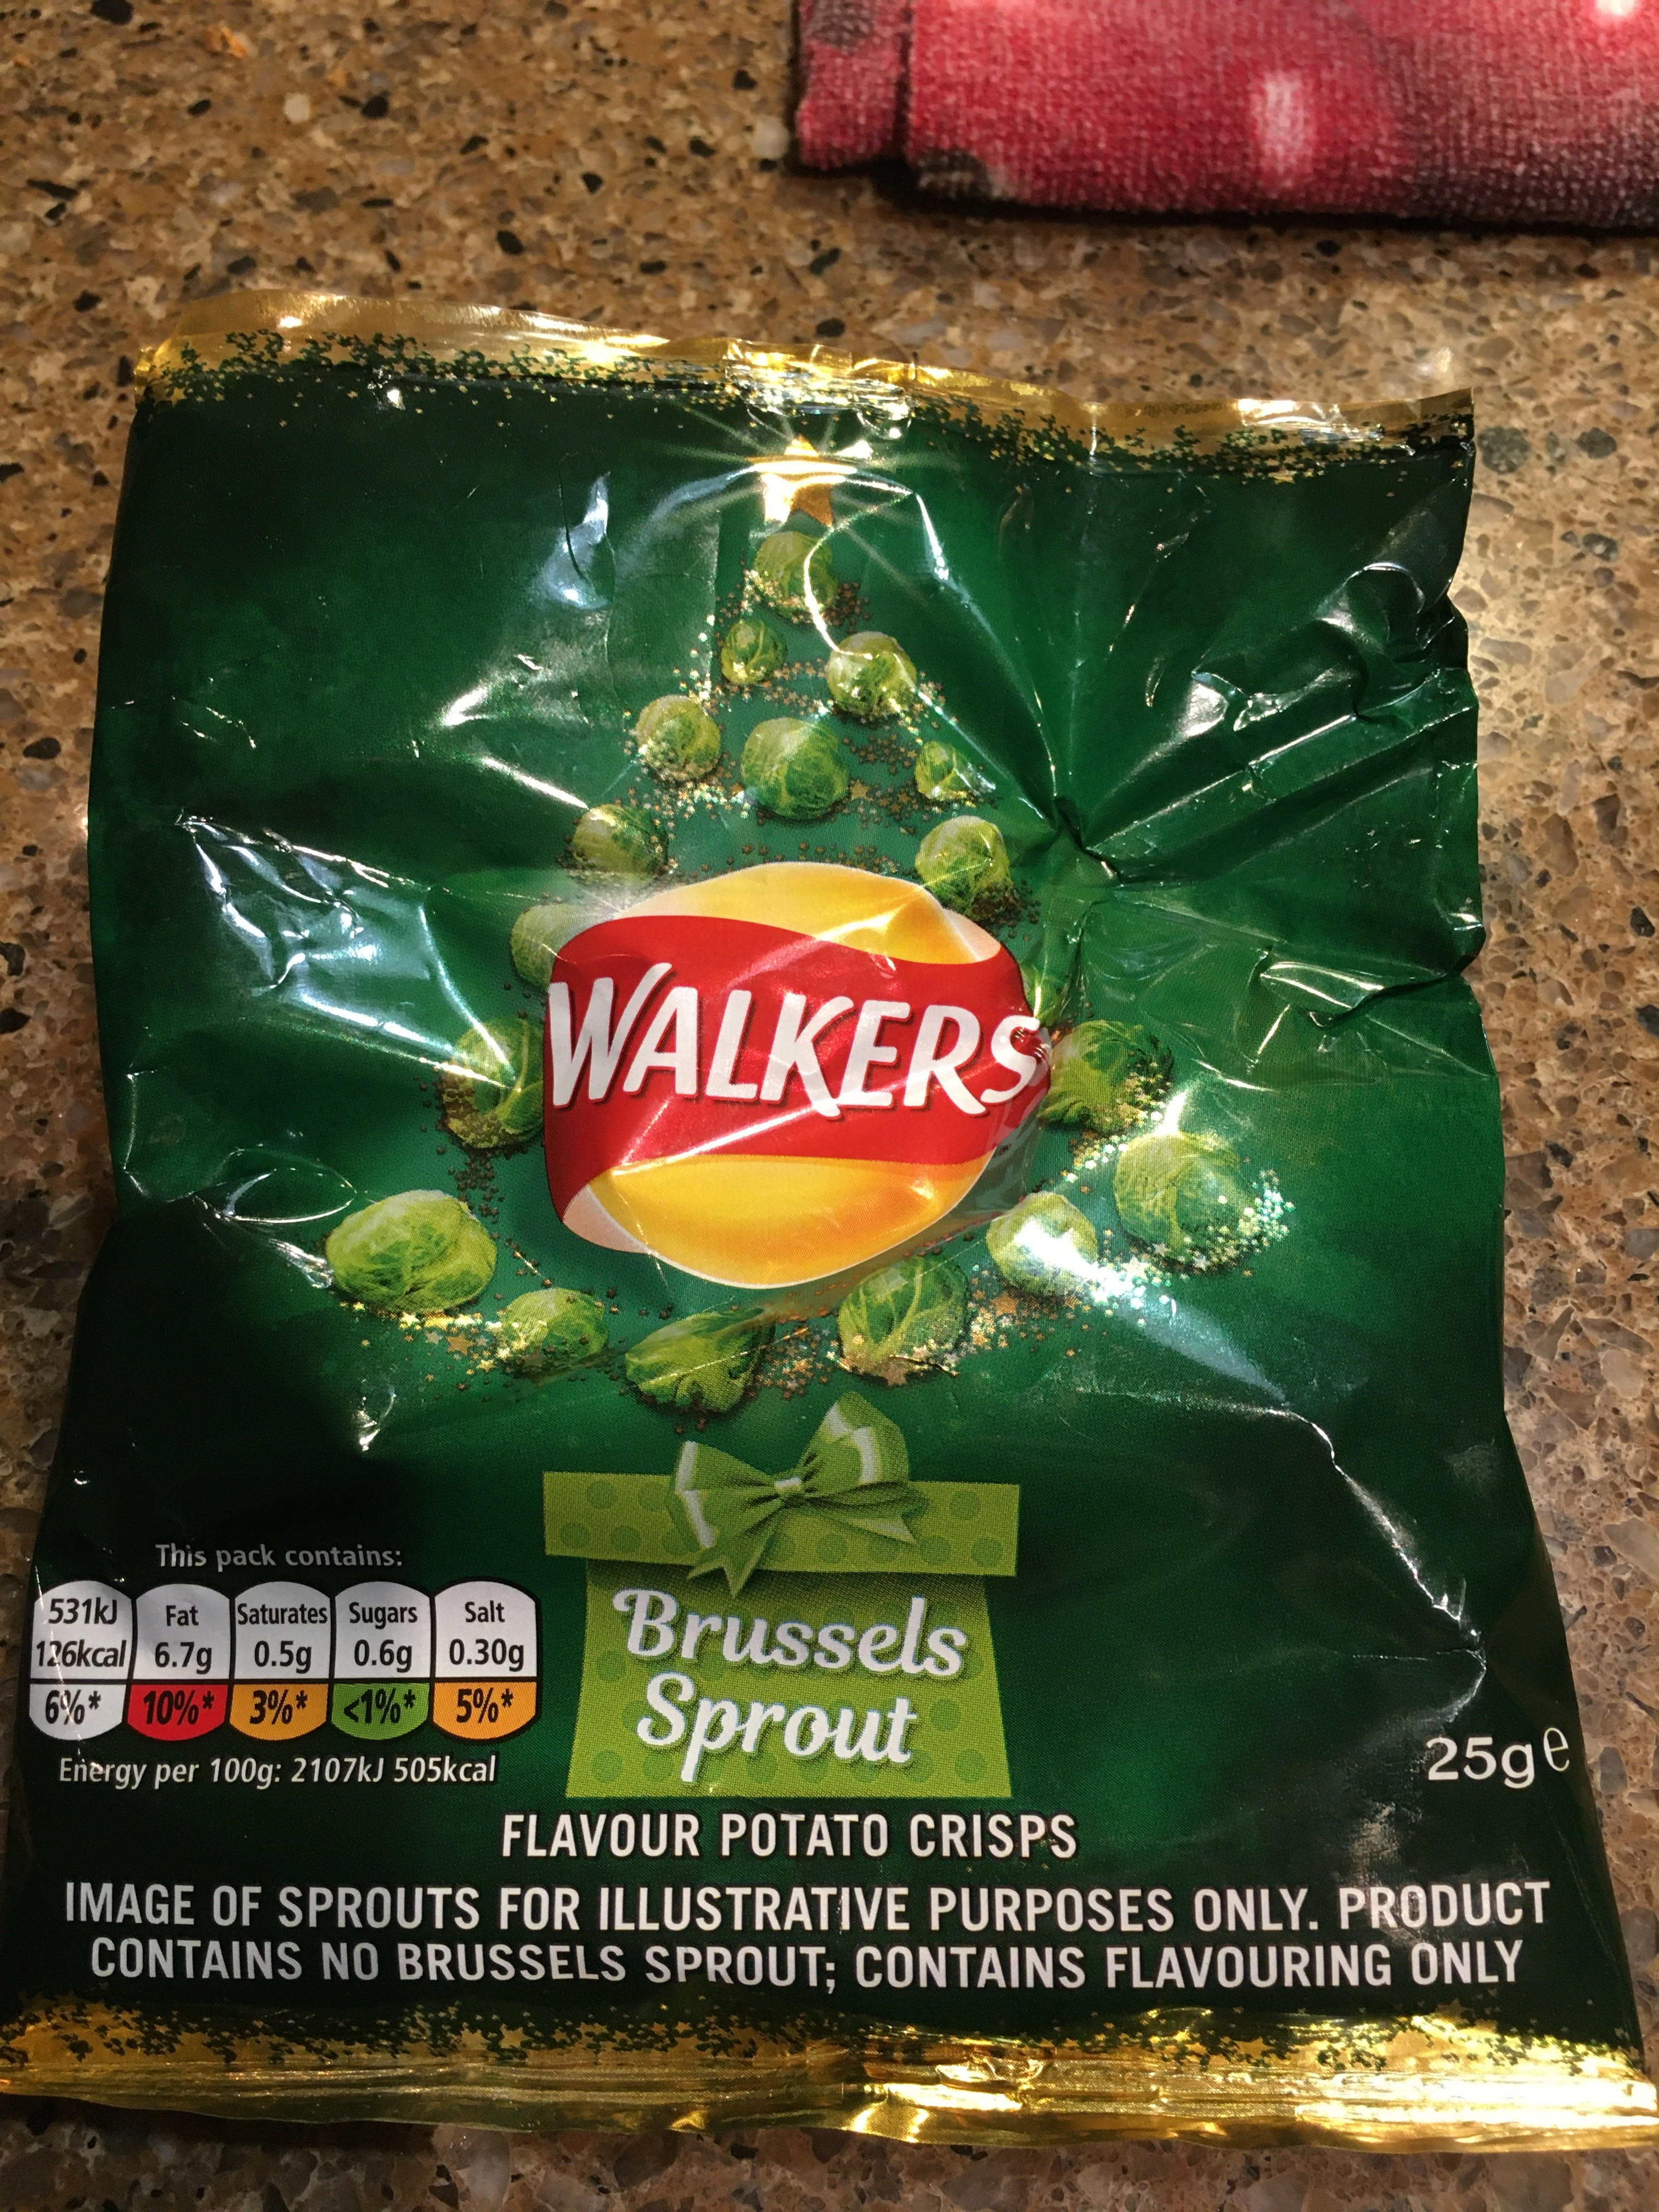 WALKERS
This pack contains:
531kJ Fat Saturates Sugars Salt
126kcal 6.7g 0.5g 0.6g 0.30g
6%* 10%* 3%* <1%* 5%*
Energy per 100g: 2107kJ 505kcal
Brussels
Sprout
25g e
FLAVOUR POTATO CRISPS
IMAGE OF SPROUTS FOR ILLUSTRATIVE PURPOSES ONLY. PRODUCT
CONTAINS NO BRUSSELS SPROUT; CONTAINS FLAVOURING ONLY